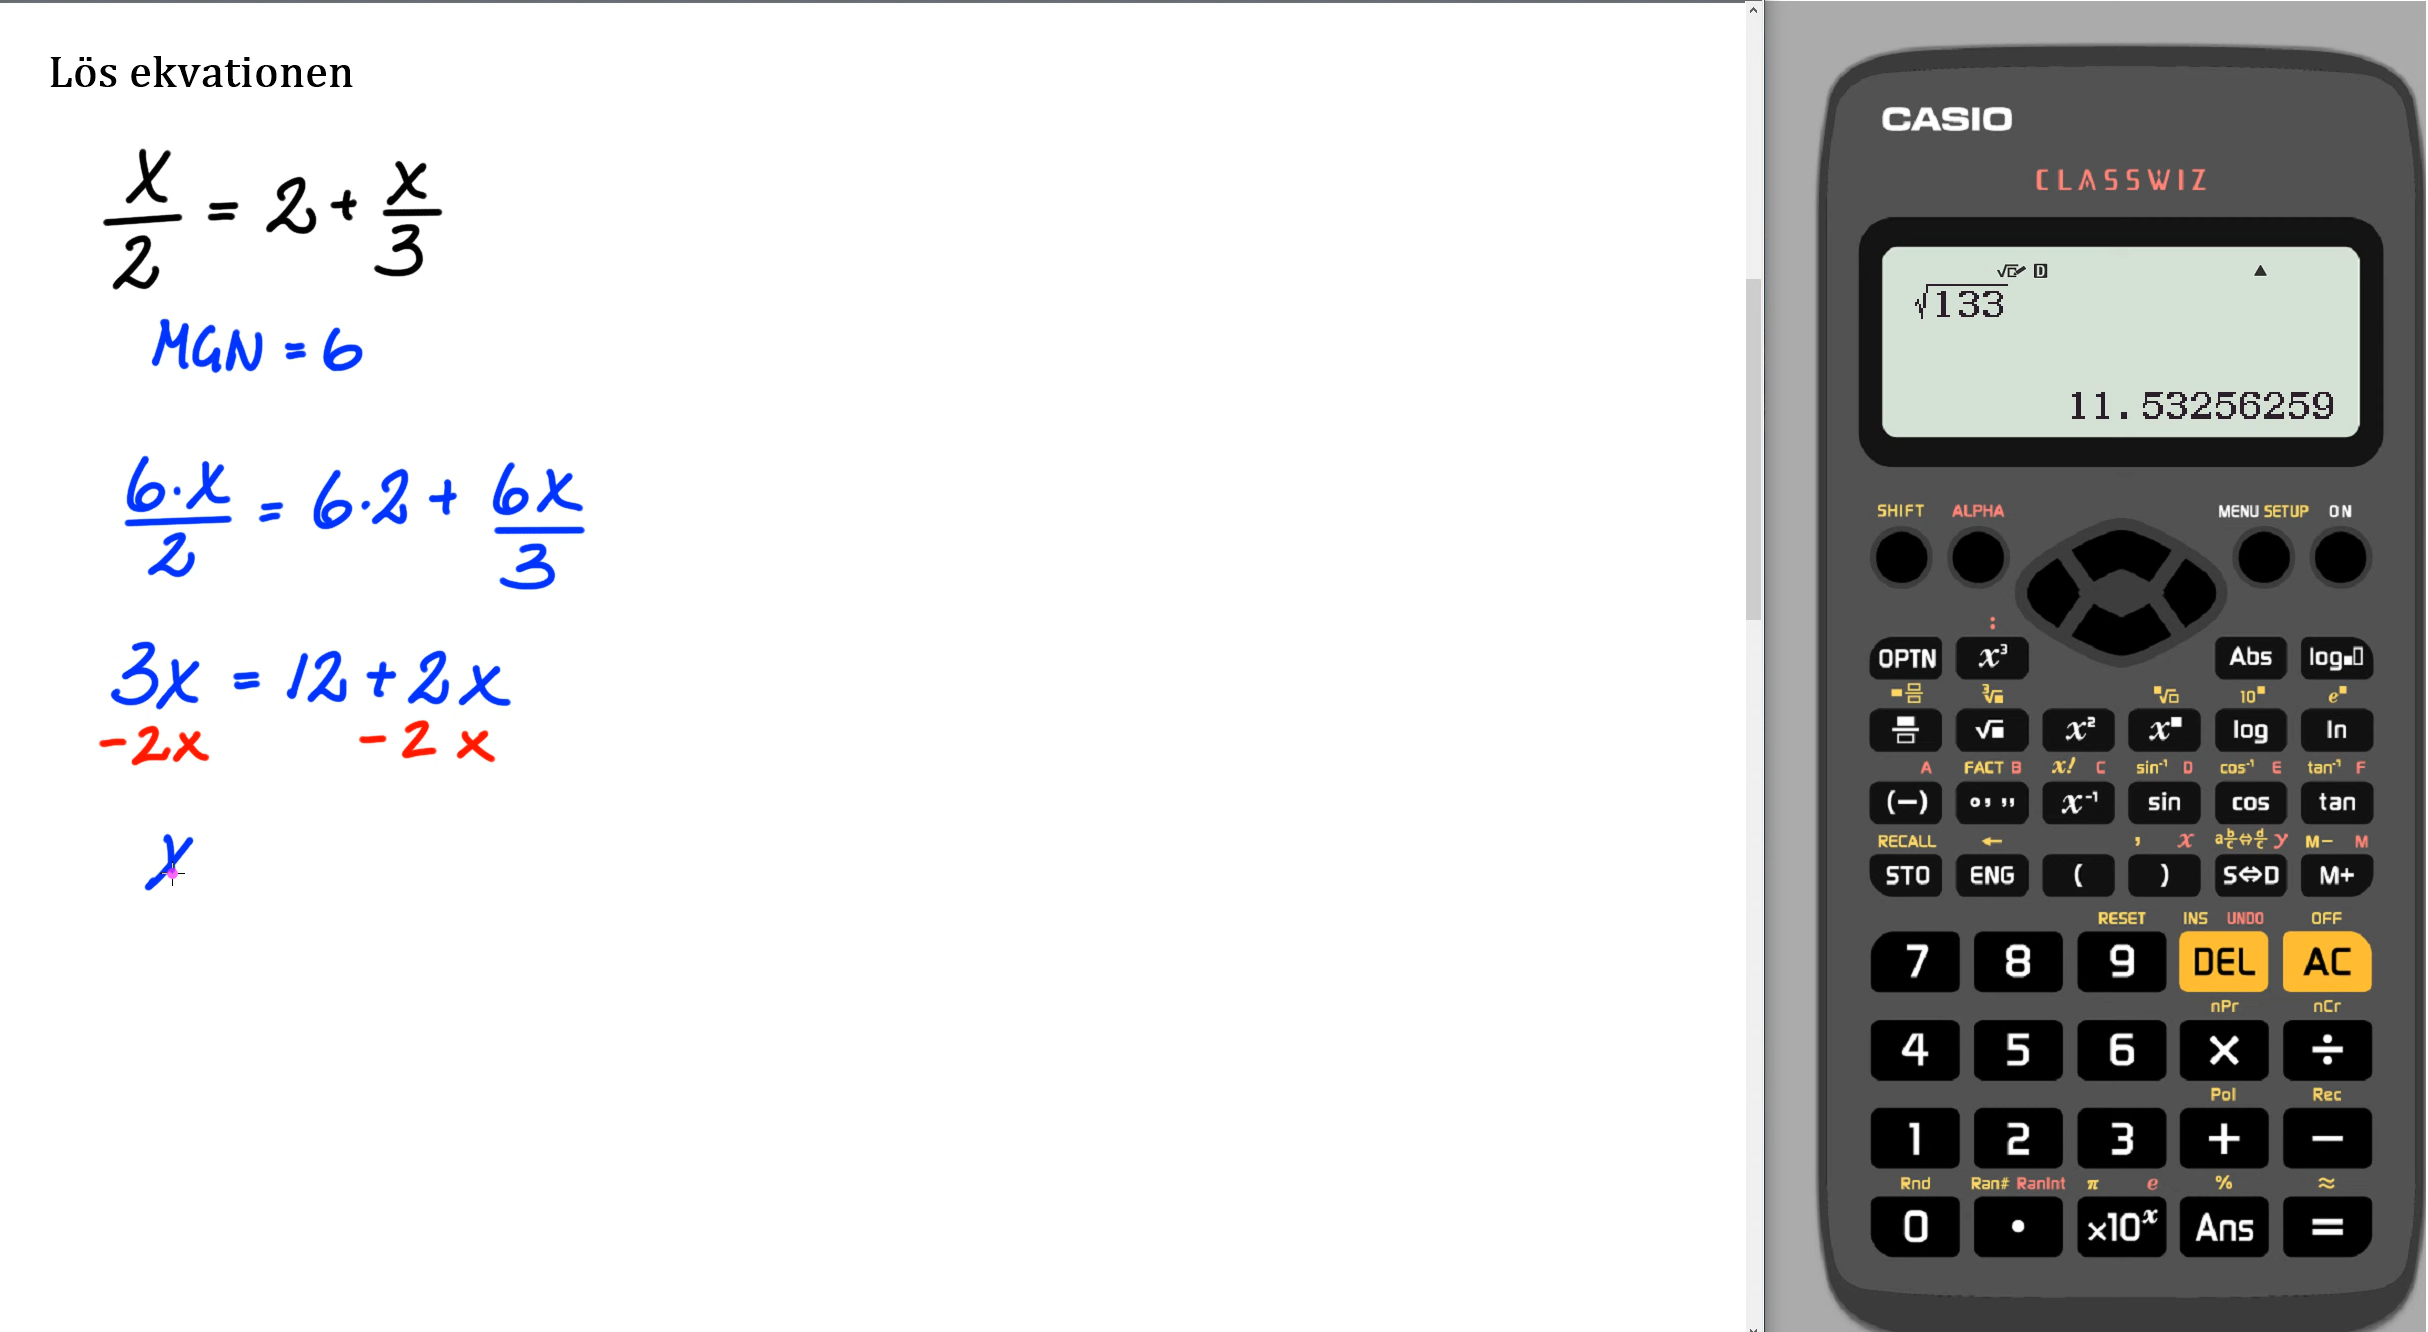 Lös ekvationen
x/2 = 2 + x/3
MGN = 6
6·x/2 = 6·2 + 6x/3
3x = 12 + 2x
-2x -2x
x
CASIO
CLASSWIZ
√133
11.53256259
SHIFT ALPHA MENU SETUP ON
:
OPTN x³ Abs log■▯
■⊟ ³√■ ■√□ 10■ e■
√■ x² x■ log ln
A FACT B x! C sin⁻¹ D cos⁻¹ E tan⁻¹ F
(−) ° ’ ’’ x⁻¹ sin cos tan
RECALL ← , x a b/c⇔d/c y M− M
STO ENG ( ) S⇔D M+
RESET INS UNDO OFF
7 8 9 DEL AC
nPr nCr
4 5 6 × ÷
Pol Rec
1 2 3 + −
Rnd Ran# RanInt π e % ≈
0 • ×10ˣ Ans =